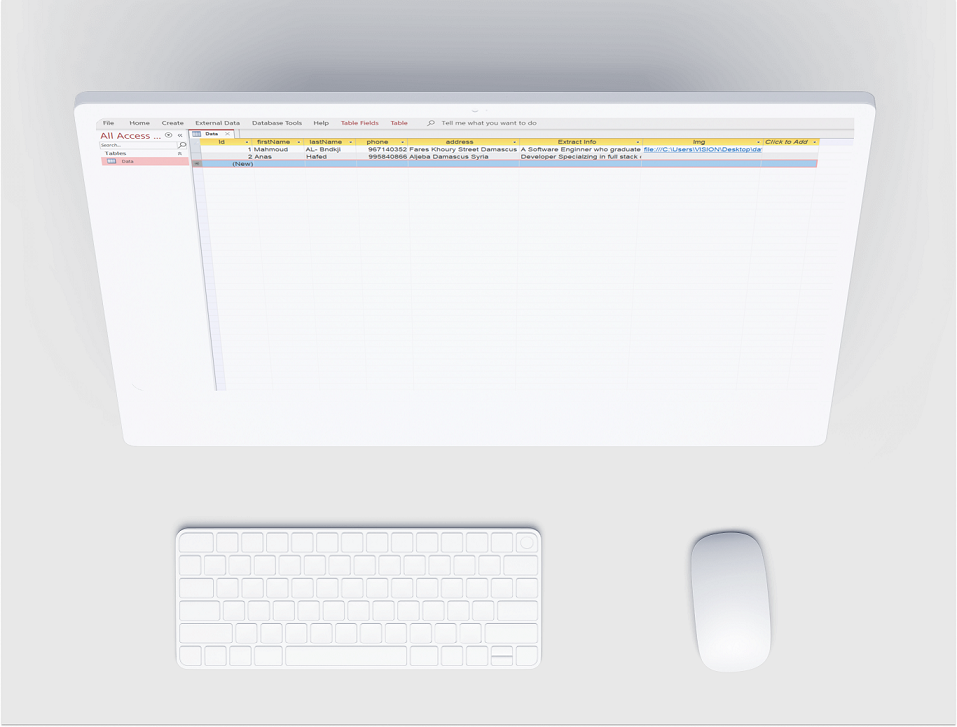 File Home Create External Data Database Tools Help Table Fields Table Tell me what you want to do
All Access ...
Data
Search...
Tables
Data
Id firstName lastName phone address Extract Info Img Click to Add
1 Mahmoud AL- Bndkji 967140352 Fares Khoury Street Damascus A Software Enginner who graduate file:///C:\Users\VISION\Desktop\da
2 Anas Hafed 995840866 Aljeba Damascus Syria Developer Specializing in full stack
(New)